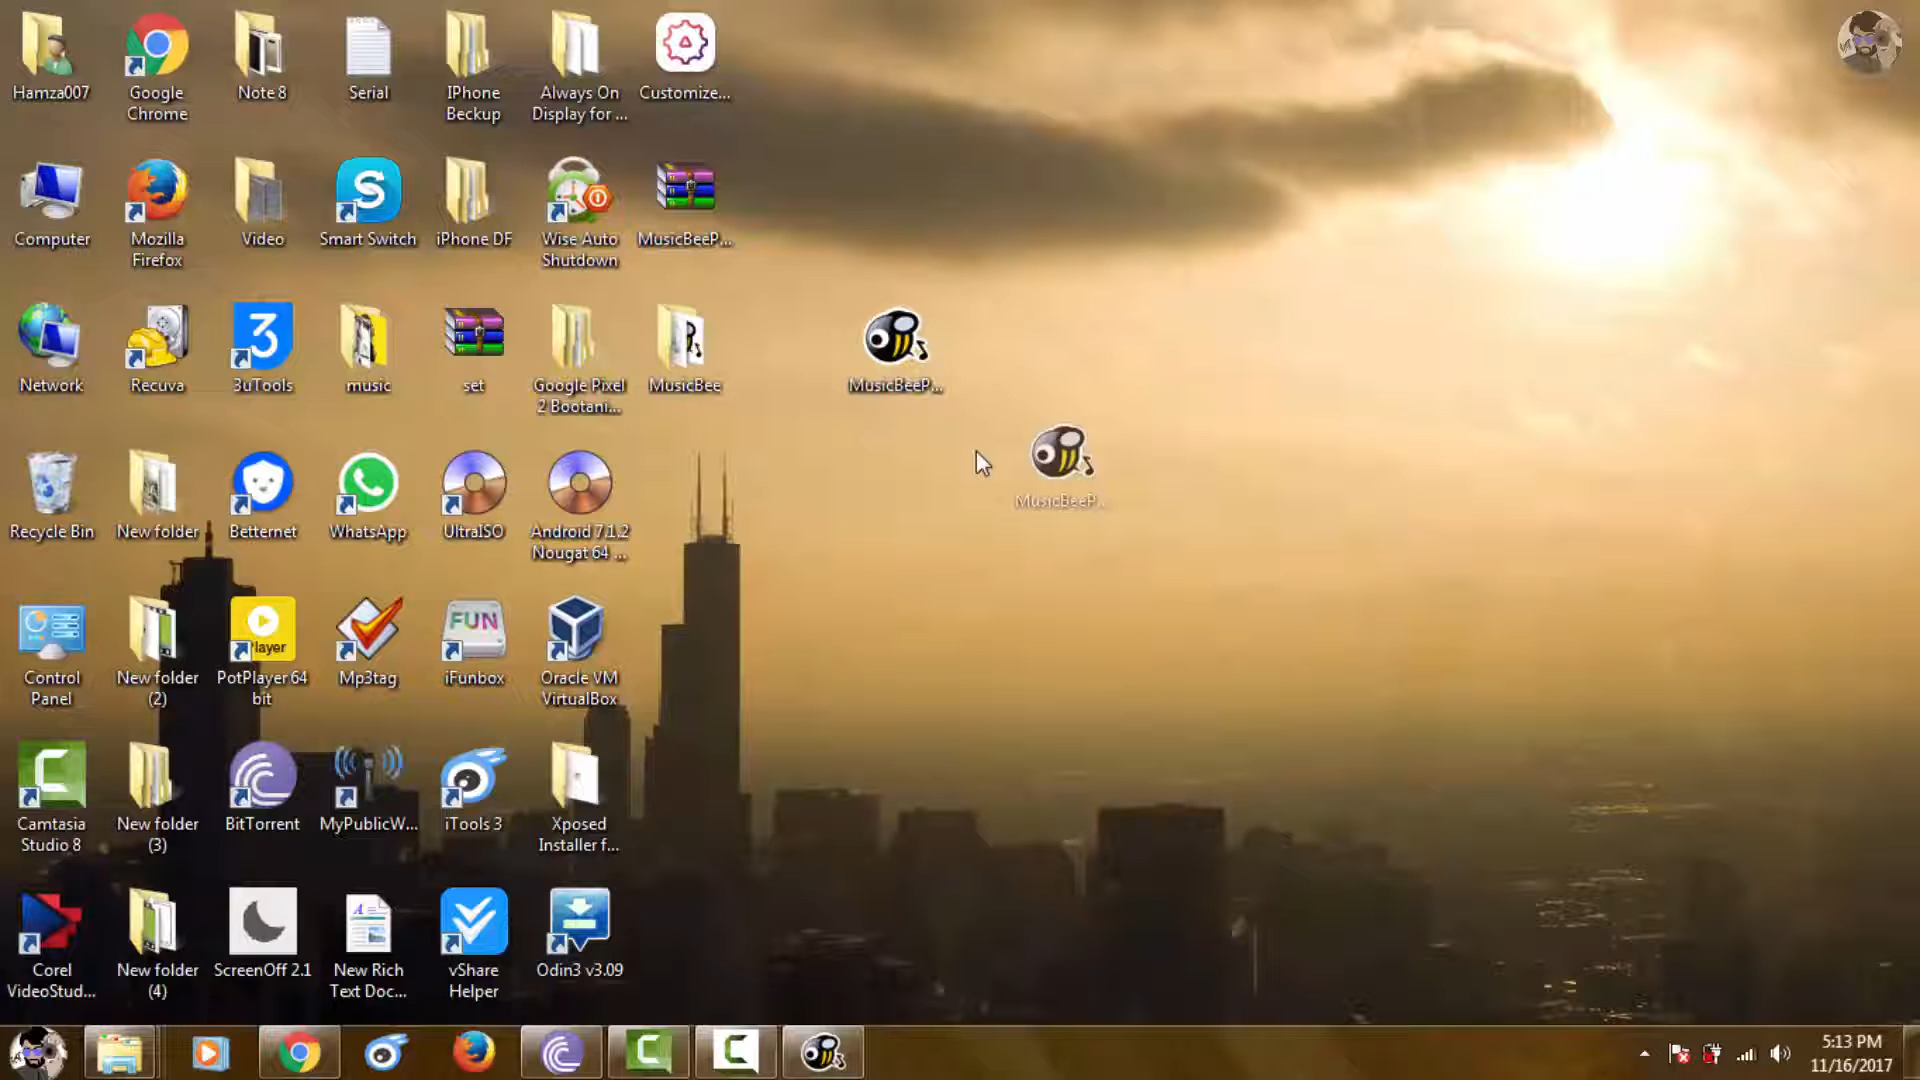 Hamza007
Google
Chrome
Note 8
Serial
IPhone
Beckup
Always On
Display for ...
Customize...
Computer
Mozilla
Firefox
Video
S
Smart Switch
iPhone DF
Wise Auto
Shutdown
MusicBeeP...
Network
Recuva
3
3uTools
music
set
Google Pixel
2 Bootani...
MusicBee
MusicBeeP...
MusicBeeP...
Recycle Bin
New folder
Betternet
WhatsApp
UltraISO
Android 7.1.2
Nougat 64 ...
Control
Panel
New folder
(2)
Player
PotPlayer 64
bit
Mp3tag
FUN
iFunbox
Oracle VM
VirtualBox
Camtasia
Studio 8
New folder
(3)
BitTorrent
MyPublicW...
iTools 3
Xposed
Installer f...
Corel
VideoStud...
New folder
(4)
ScreenOff 2.1
New Rich
Text Doc...
vShare
Helper
Odin3 v3.09
5:13 PM
11/16/2017